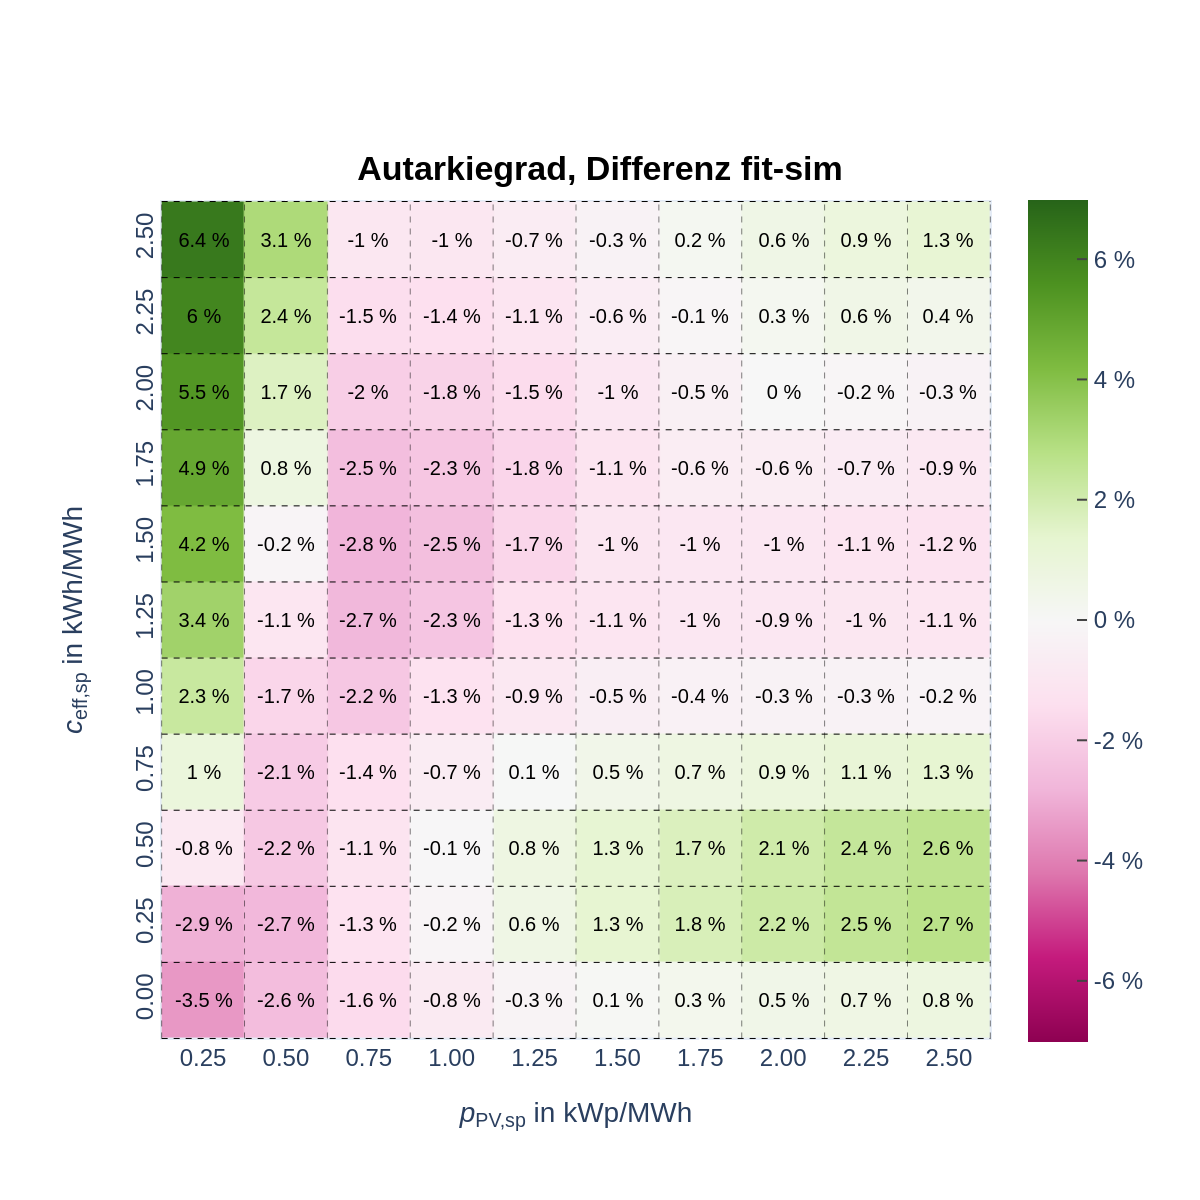 Autarkiegrad, Differenz fit-sim
2.50 6.4 % 3.1 % -1 % -1 % -0.7 % -0.3 % 0.2 % 0.6 % 0.9 % 1.3 %
2.25 6 % 2.4 % -1.5 % -1.4 % -1.1 % -0.6 % -0.1 % 0.3 % 0.6 % 0.4 %
2.00 5.5 % 1.7 % -2 % -1.8 % -1.5 % -1 % -0.5 % 0 % -0.2 % -0.3 %
1.75 4.9 % 0.8 % -2.5 % -2.3 % -1.8 % -1.1 % -0.6 % -0.6 % -0.7 % -0.9 %
1.50 4.2 % -0.2 % -2.8 % -2.5 % -1.7 % -1 % -1 % -1 % -1.1 % -1.2 %
1.25 3.4 % -1.1 % -2.7 % -2.3 % -1.3 % -1.1 % -1 % -0.9 % -1 % -1.1 %
1.00 2.3 % -1.7 % -2.2 % -1.3 % -0.9 % -0.5 % -0.4 % -0.3 % -0.3 % -0.2 %
0.75 1 % -2.1 % -1.4 % -0.7 % 0.1 % 0.5 % 0.7 % 0.9 % 1.1 % 1.3 %
0.50 -0.8 % -2.2 % -1.1 % -0.1 % 0.8 % 1.3 % 1.7 % 2.1 % 2.4 % 2.6 %
0.25 -2.9 % -2.7 % -1.3 % -0.2 % 0.6 % 1.3 % 1.8 % 2.2 % 2.5 % 2.7 %
0.00 -3.5 % -2.6 % -1.6 % -0.8 % -0.3 % 0.1 % 0.3 % 0.5 % 0.7 % 0.8 %
0.25 0.50 0.75 1.00 1.25 1.50 1.75 2.00 2.25 2.50
pPV,sp in kWp/MWh
ceff,sp in kWh/MWh
6 %
4 %
2 %
0 %
-2 %
-4 %
-6 %